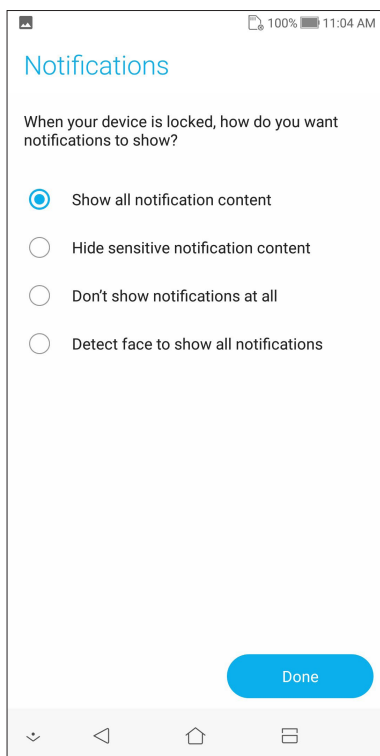 100% 11:04 AM
Notifications
When your device is locked, how do you want
notifications to show?
Show all notification content
Hide sensitive notification content
Don't show notifications at all
Detect face to show all notifications
Done